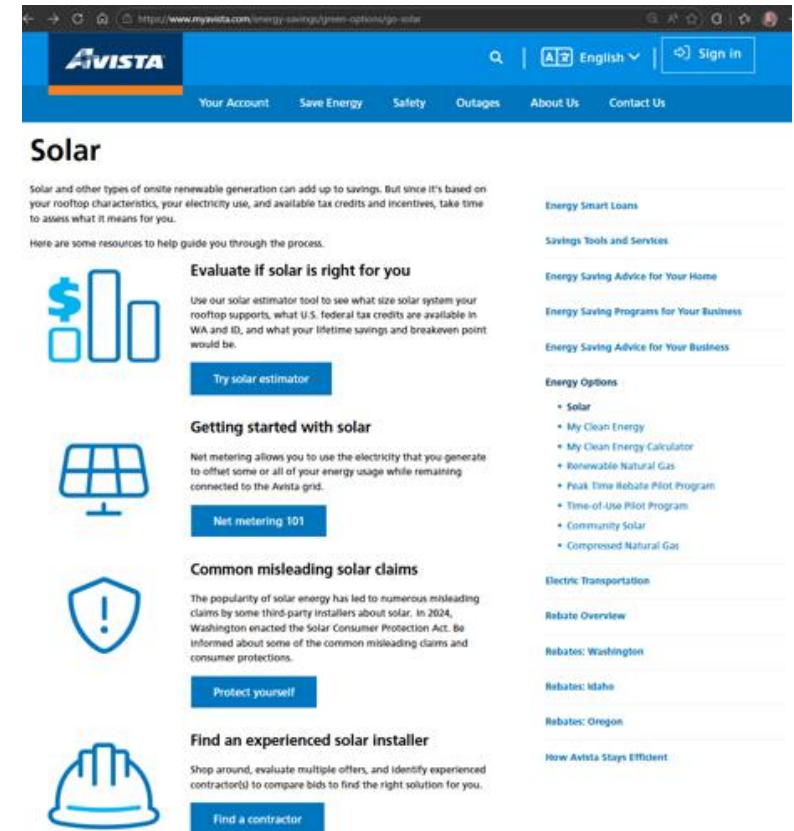 https://www.myavista.com/energy-savings/green-options/go-solar
AVISTA
English
Sign in
Your Account
Save Energy
Safety
Outages
About Us
Contact Us
Solar
Solar and other types of onsite renewable generation can add up to savings. But since it's based on
your rooftop characteristics, your electricity use, and available tax credits and incentives, take time
to assess what it means for you.
Here are some resources to help guide you through the process.
Evaluate if solar is right for you
Use our solar estimator tool to see what size solar system your
rooftop supports, what U.S. federal tax credits are available in
WA and ID, and what your lifetime savings and breakeven point
would be.
Try solar estimator
Getting started with solar
Net metering allows you to use the electricity that you generate
to offset some or all of your energy usage while remaining
connected to the Avista grid.
Net metering 101
Common misleading solar claims
The popularity of solar energy has led to numerous misleading
claims by some third-party installers about solar. In 2024,
Washington enacted the Solar Consumer Protection Act. Be
informed about some of the common misleading claims and
consumer protections.
Protect yourself
Find an experienced solar installer
Shop around, evaluate multiple offers, and identify experienced
contractor(s) to compare bids to find the right solution for you.
Find a contractor
Energy Smart Loans
Savings Tools and Services
Energy Saving Advice for Your Home
Energy Saving Programs for Your Business
Energy Saving Advice for Your Business
Energy Options
• Solar
• My Clean Energy
• My Clean Energy Calculator
• Renewable Natural Gas
• Peak Time Rebate Pilot Program
• Time-of-Use Pilot Program
• Community Solar
• Compressed Natural Gas
Electric Transportation
Rebate Overview
Rebates: Washington
Rebates: Idaho
Rebates: Oregon
How Avista Stays Efficient